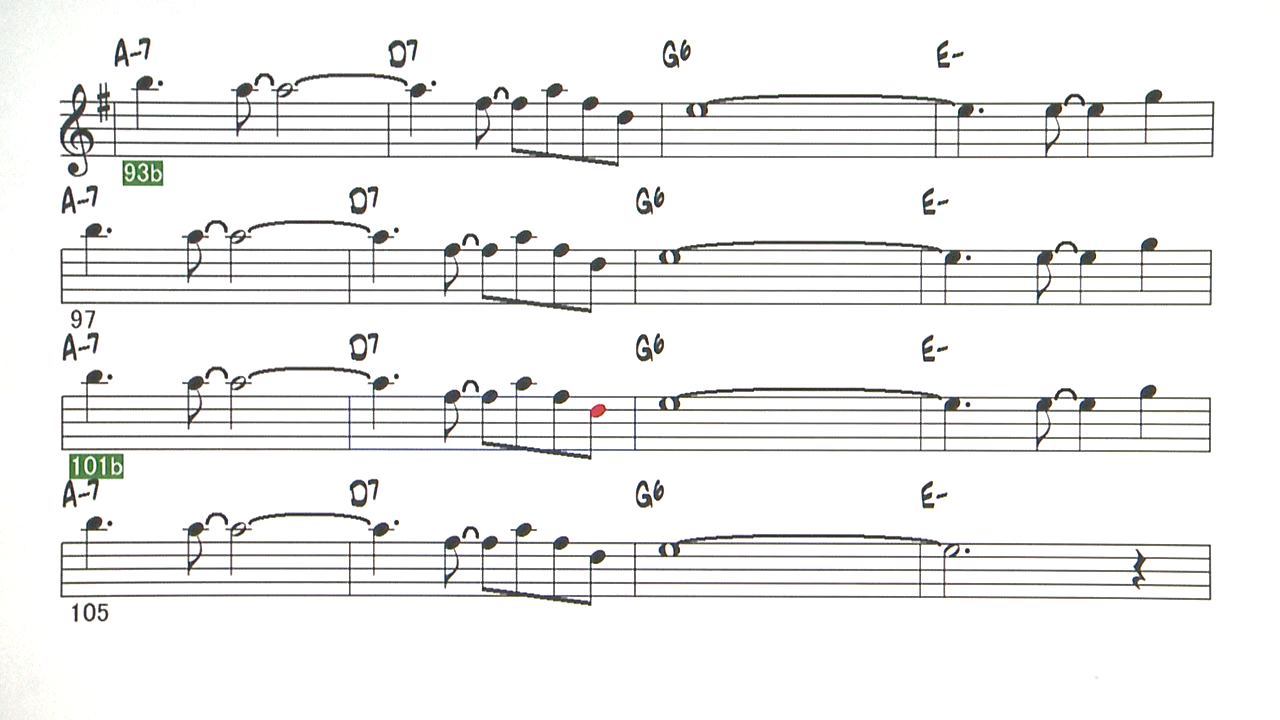 A-7 D7 G6 E-
93b
A-7 D7 G6 E-
97
A-7 D7 G6 E-
101b
A-7 D7 G6 E-
105